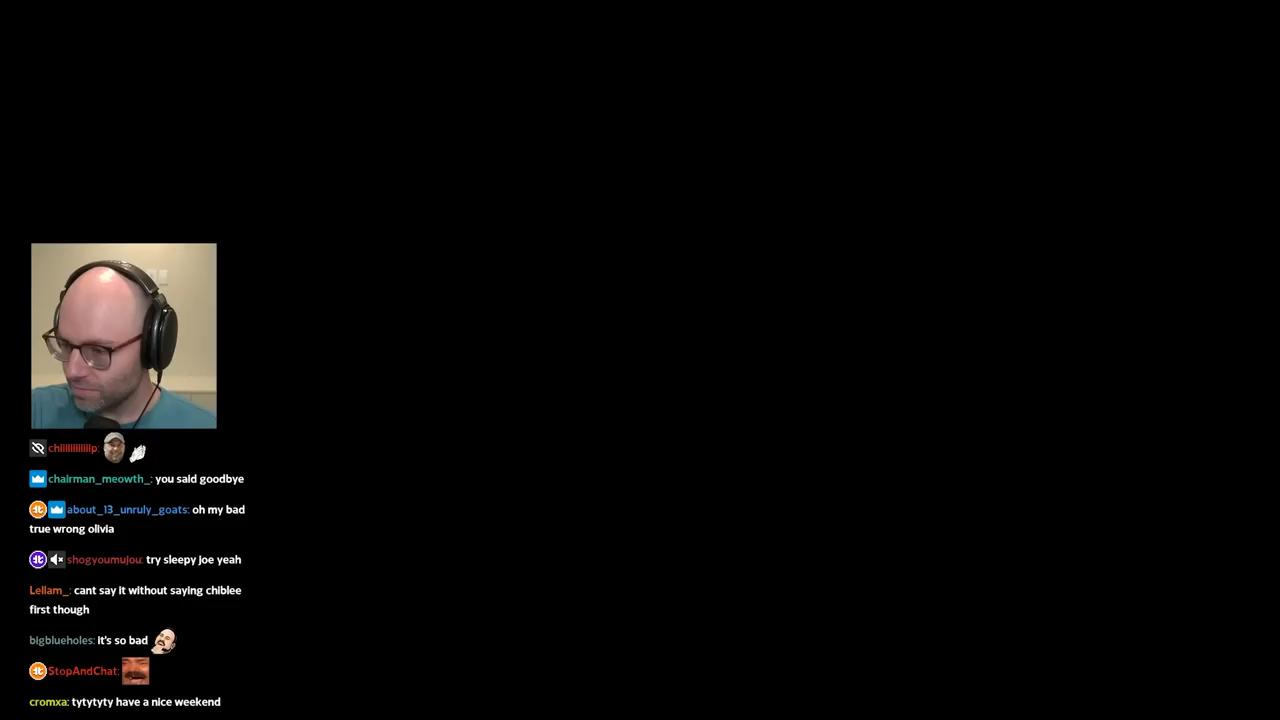 chiiiiiiiiiiip:
chairman_meowth_: you said goodbye
about_13_unruly_goats: oh my bad
true wrong olivia
shogyoumujou: try sleepy joe yeah
Lellam_: cant say it without saying chiblee
first though
bigblueholes: it's so bad
StopAndChat:
cromxa: tytytyty have a nice weekend